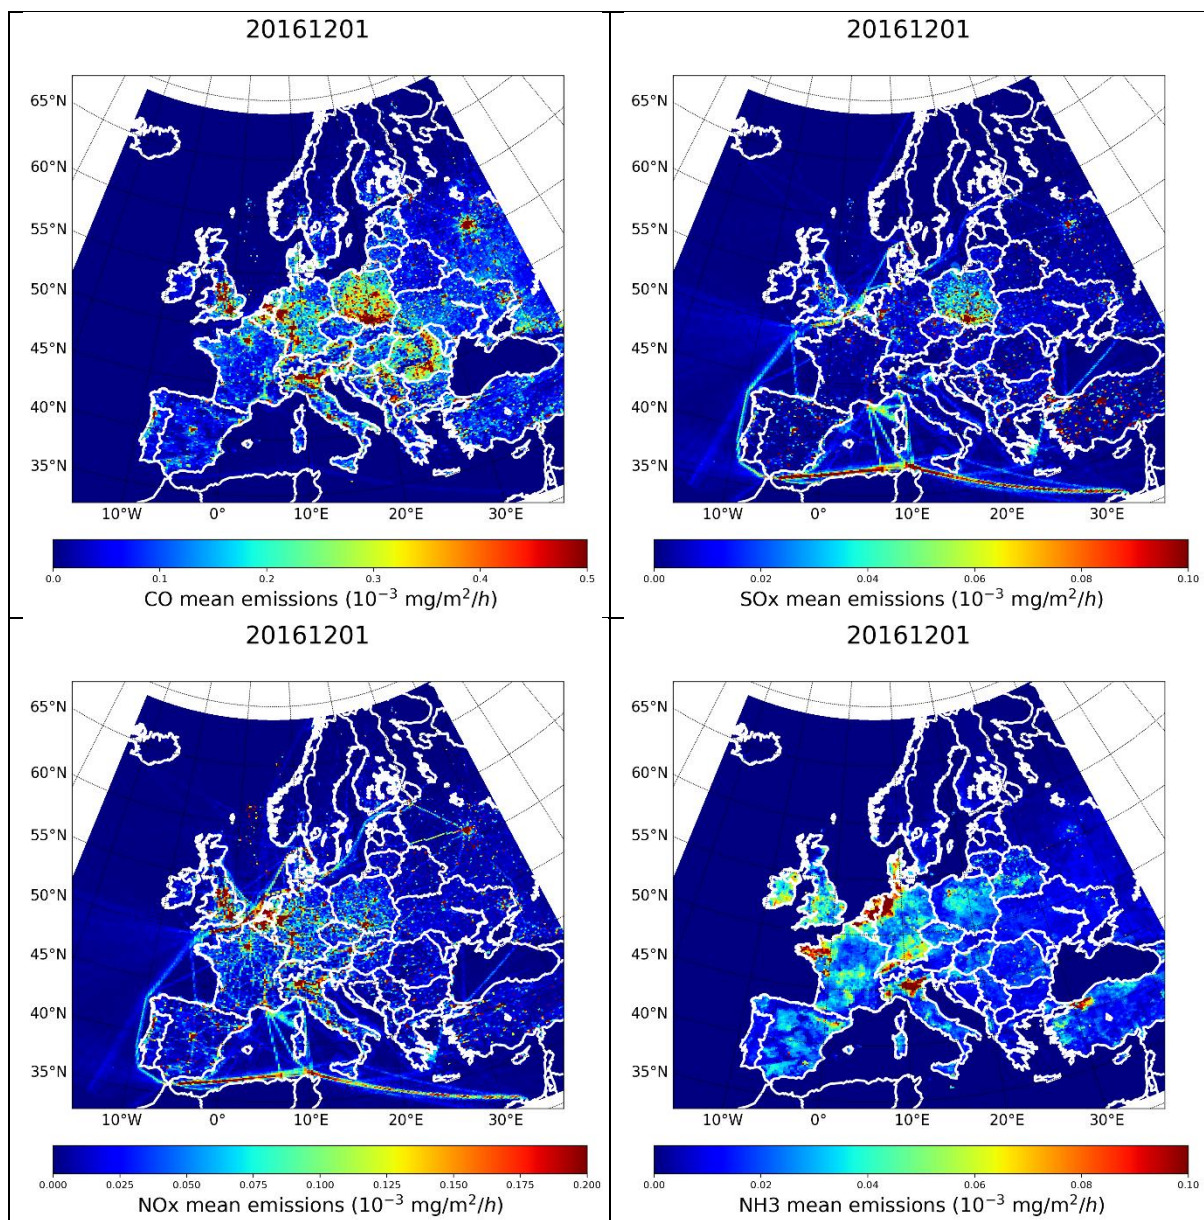 20161201
65°N
60°N
55°N
50°N
45°N
40°N
35°N
10°W 0° 10°E 20°E 30°E
0.0 0.1 0.2 0.3 0.4 0.5
CO mean emissions (10⁻³ mg/m²/h)
20161201
65°N
60°N
55°N
50°N
45°N
40°N
35°N
10°W 0° 10°E 20°E 30°E
0.00 0.02 0.04 0.06 0.08 0.10
SOx mean emissions (10⁻³ mg/m²/h)
20161201
65°N
60°N
55°N
50°N
45°N
40°N
35°N
10°W 0° 10°E 20°E 30°E
0.000 0.025 0.050 0.075 0.100 0.125 0.150 0.175 0.200
NOx mean emissions (10⁻³ mg/m²/h)
20161201
65°N
60°N
55°N
50°N
45°N
40°N
35°N
10°W 0° 10°E 20°E 30°E
0.00 0.02 0.04 0.06 0.08 0.10
NH3 mean emissions (10⁻³ mg/m²/h)